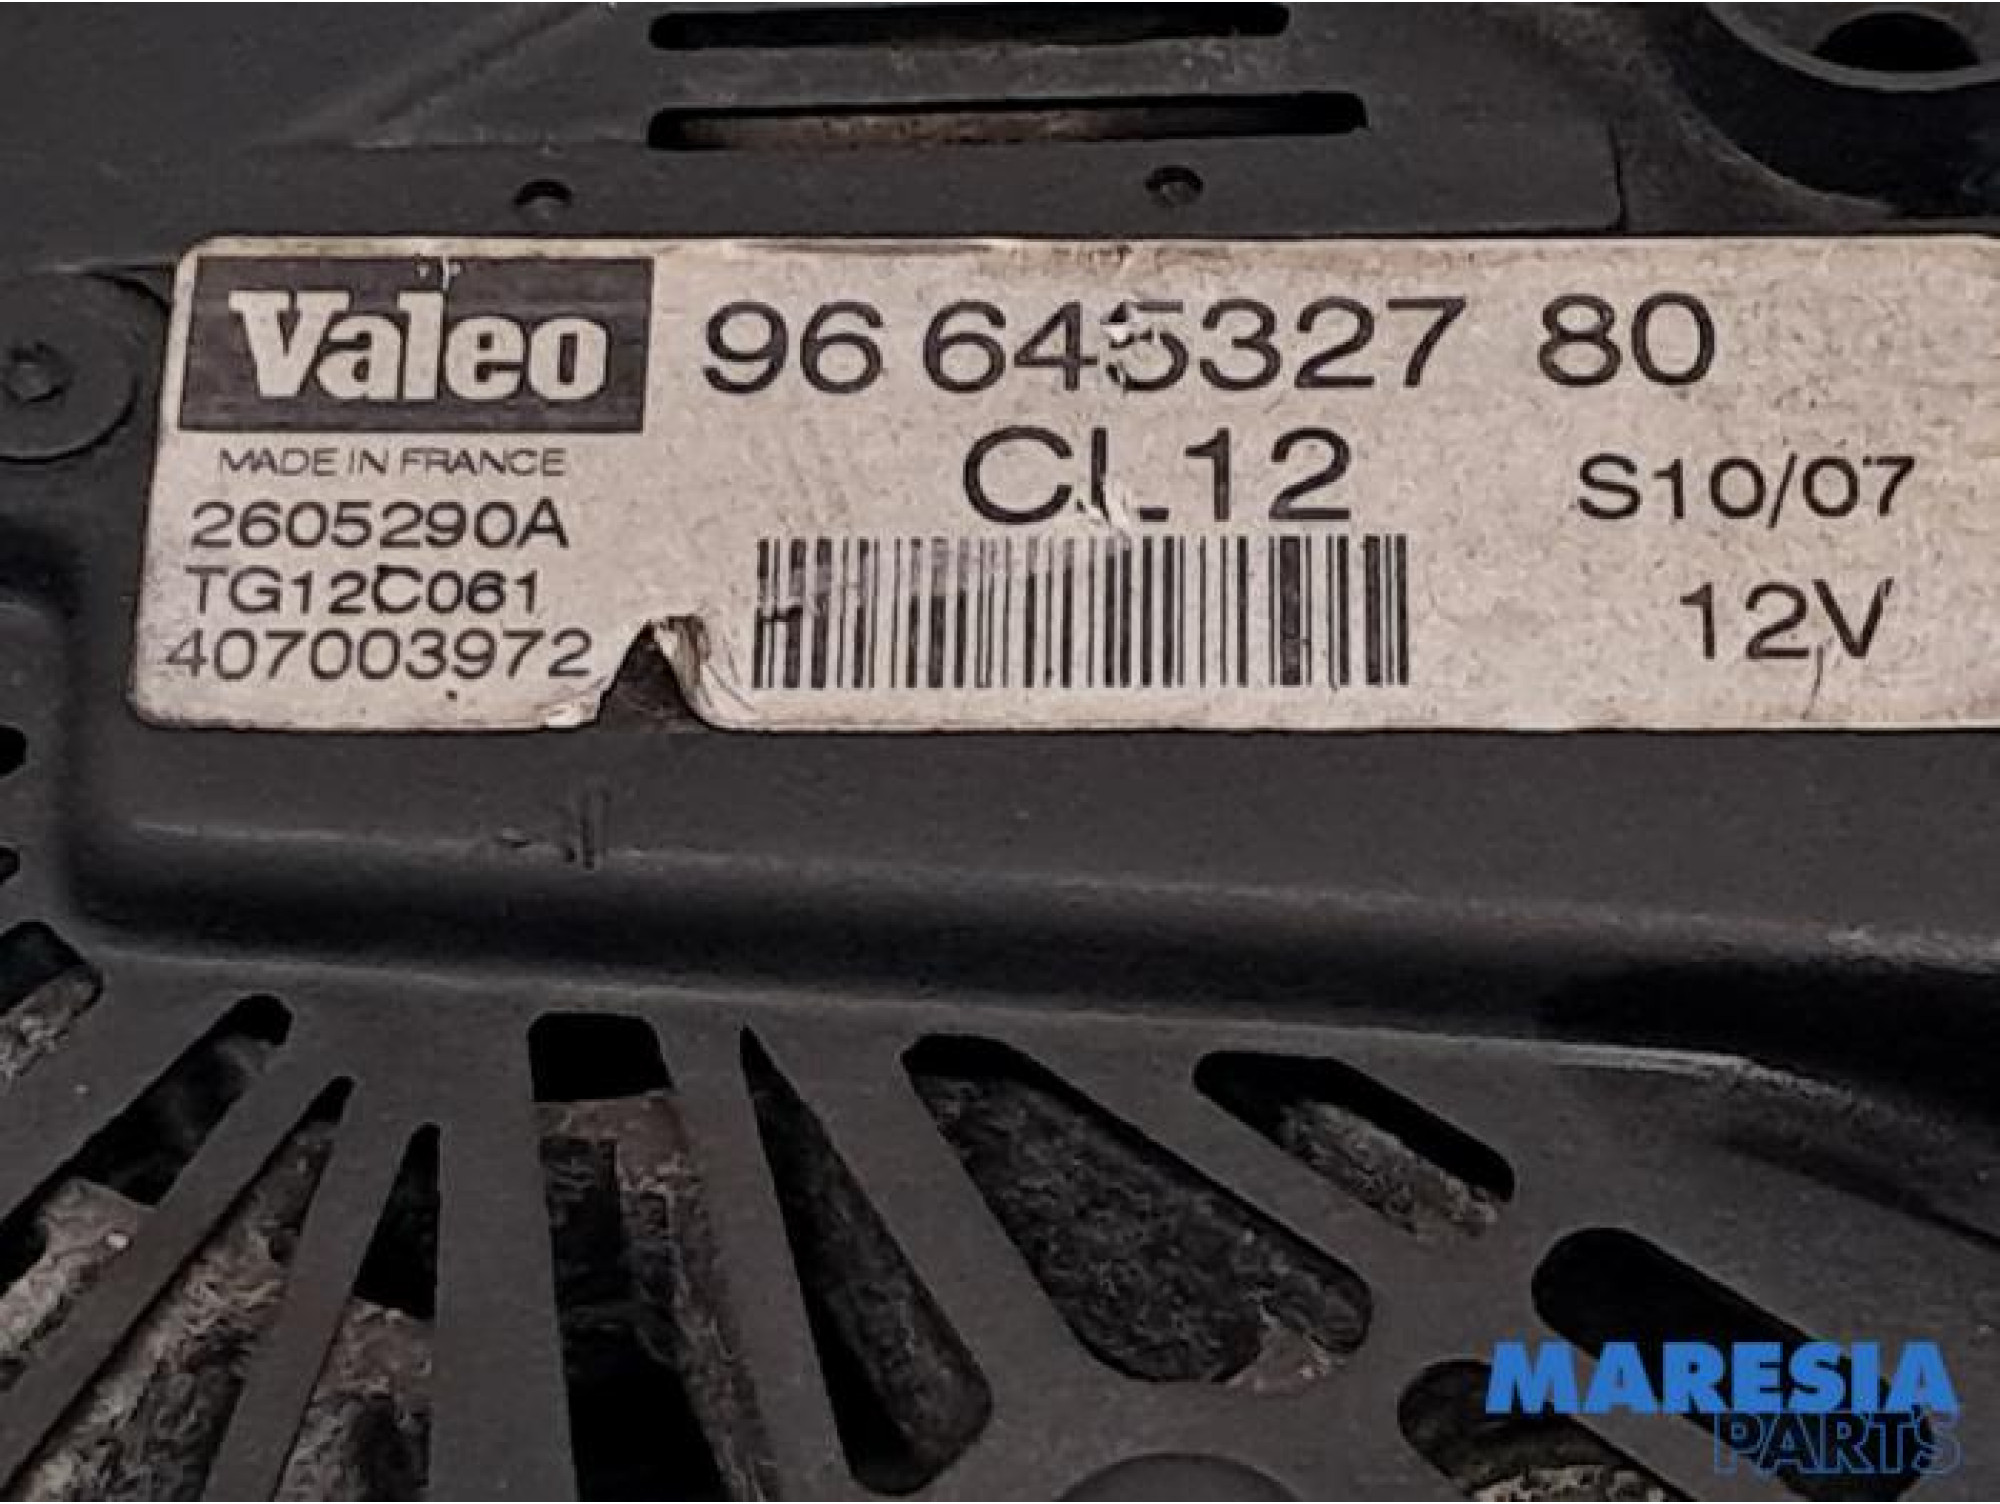 Valeo
96 645327 80
MADE IN FRANCE
CL12
S10/07
2605290A
TG12C061
407003972
12V
MARESIA
PARTS